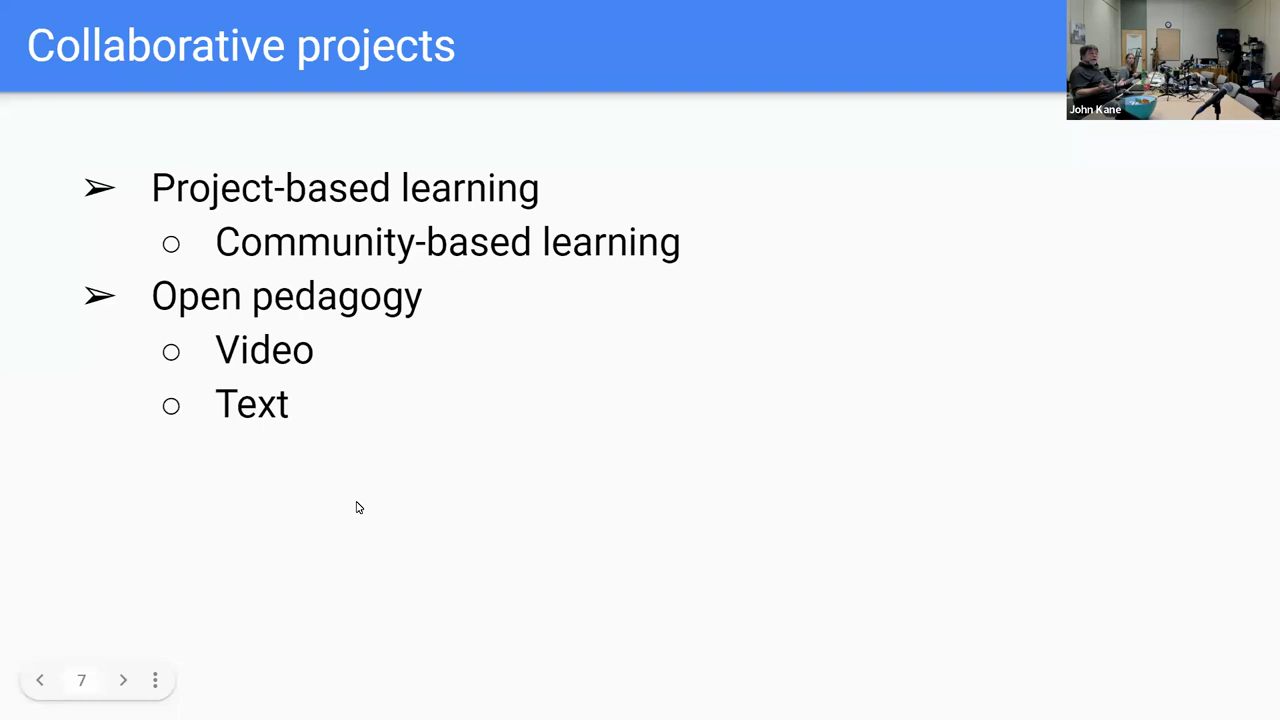 Collaborative projects
John Kane
➢ Project-based learning
○ Community-based learning
➢ Open pedagogy
○ Video
○ Text
7